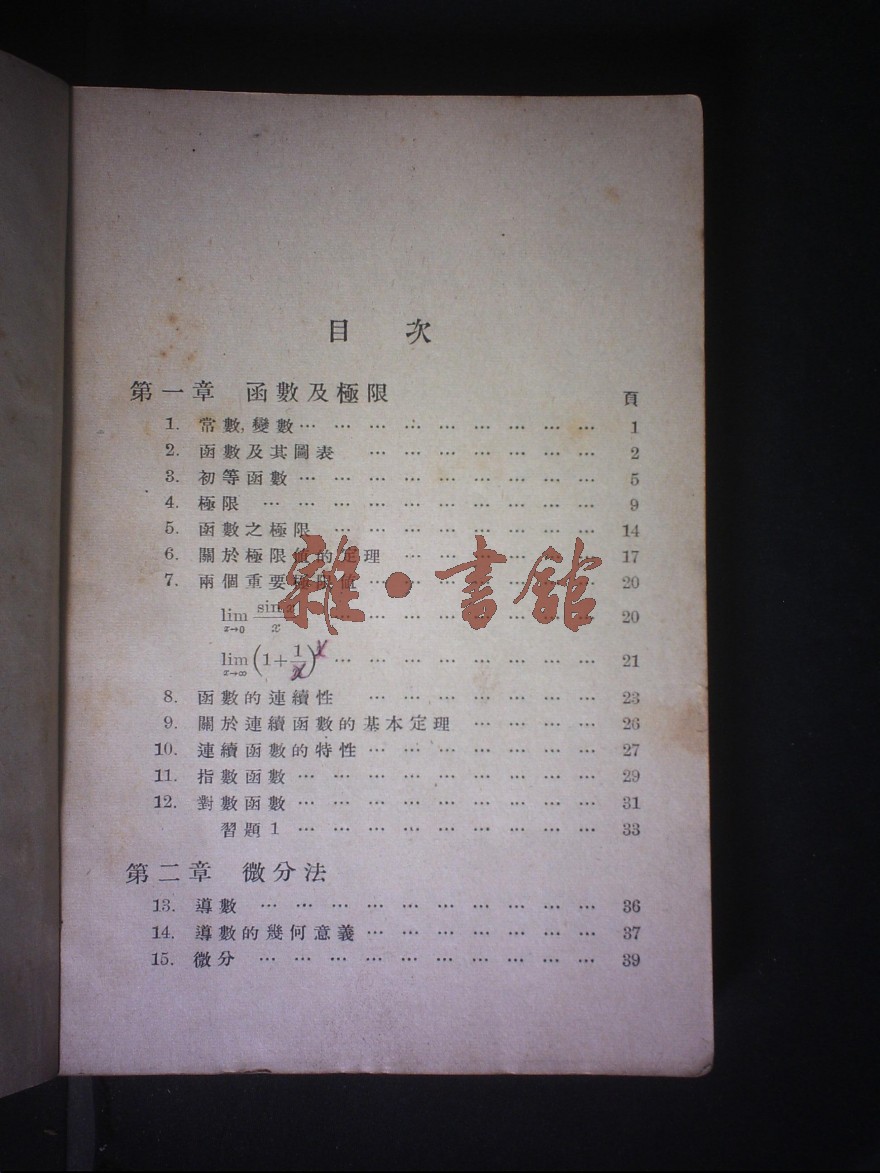 目 次
第一章 函數及極限 頁
1. 常數,變數… … … … … … … … … 1
2. 函數及其圖表 … … … … … … … 2
3. 初等函數… … … … … … … … … 5
4. 極限 … … … … … … … … … … 9
5. 函數之極限 … … … … … … … … 14
6. 關於極限值的定理 … … … … … … 17
7. 兩個重要極限值… … … … … … … 20
lim x→0 sin x / x … … … … … … … … 20
lim x→∞ (1+1/x)^x … … … … … … … … 21
8. 函數的連續性 … … … … … … … 23
9. 關於連續函數的基本定理 … … … … 26
10. 連續函數的特性… … … … … … … 27
11. 指數函數 … … … … … … … … … 29
12. 對數函數 … … … … … … … … … 31
習題1 … … … … … … … … … 33
第二章 微分法
13. 導數 … … … … … … … … … … 36
14. 導數的幾何意義… … … … … … … 37
15. 微分 … … … … … … … … … … 39
雜·書館